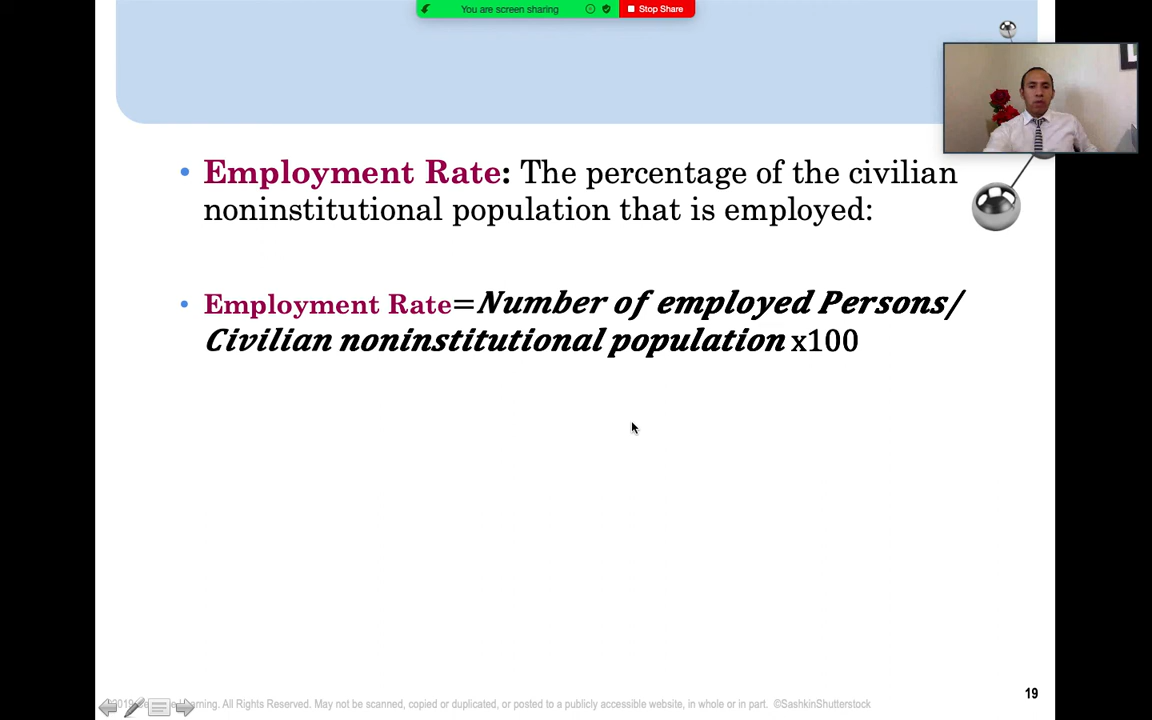 You are screen sharing Stop Share
Employment Rate: The percentage of the civilian
noninstitutional population that is employed:
Employment Rate=Number of employed Persons/
Civilian noninstitutional population x100
19
rning. All Rights Reserved. May not be scanned, copied or duplicated, or posted to a publicly accessible website, in whole or in part. ©SashkinShutterstock